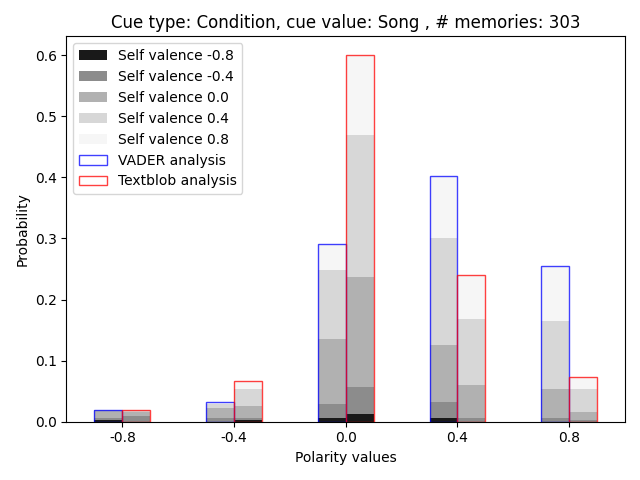 Cue type: Condition, cue value: Song , # memories: 303
Self valence -0.8
Self valence -0.4
Self valence 0.0
Self valence 0.4
Self valence 0.8
VADER analysis
Textblob analysis
Probability
0.6
0.5
0.4
0.3
0.2
0.1
0.0
-0.8 -0.4 0.0 0.4 0.8
Polarity values